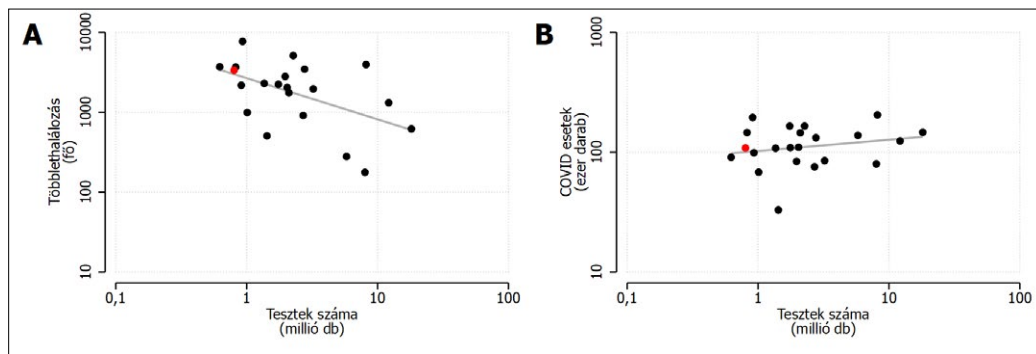 A
10000
1000
100
10
Többlethalálozás
(fő)
0,1
1
10
100
Tesztek száma
(millió db)
B
1000
100
10
COVID esetek
(ezer darab)
0,1
1
10
100
Tesztek száma
(millió db)